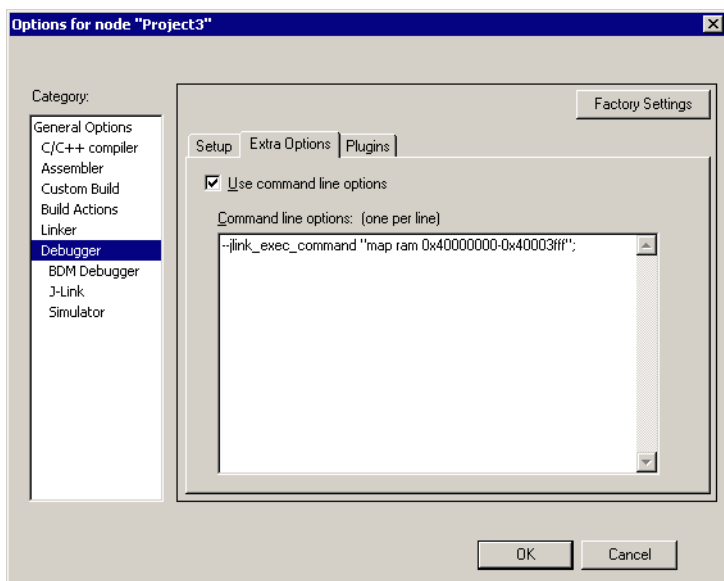 Options for node "Project3"
Category:
Factory Settings
General Options
C/C++ compiler
Assembler
Custom Build
Build Actions
Linker
Debugger
BDM Debugger
J-Link
Simulator
Setup Extra Options Plugins
Use command line options
Command line options: (one per line)
--jlink_exec_command "map ram 0x40000000-0x40003fff";
OK Cancel